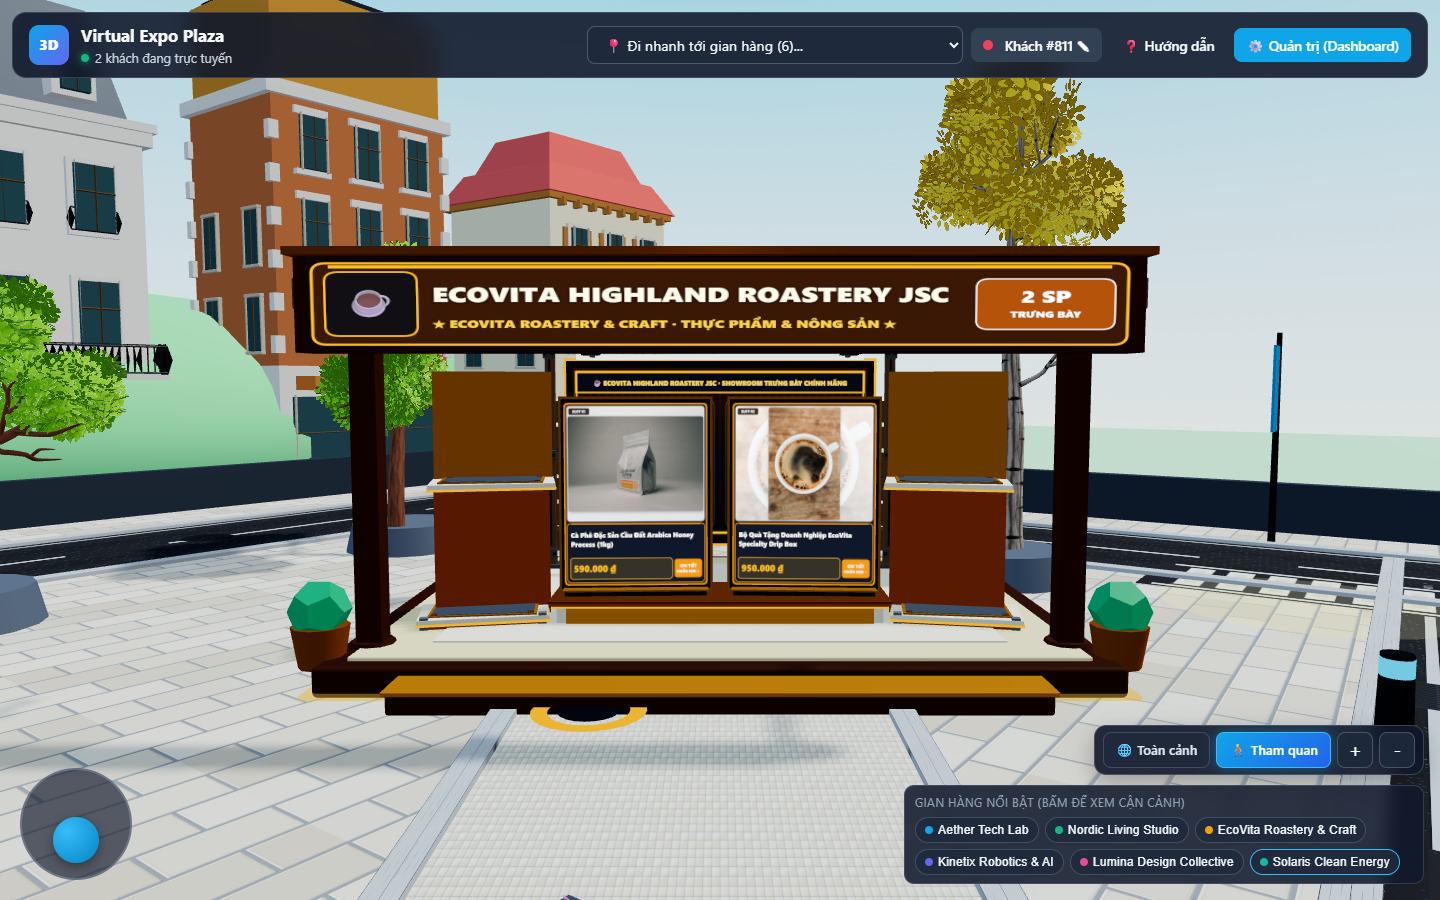 3D
Virtual Expo Plaza
2 khách đang trực tuyến
Đi nhanh tới gian hàng (6)...
Khách #811
Hướng dẫn
Quản trị (Dashboard)
ECOVITA HIGHLAND ROASTERY JSC
★ ECOVITA ROASTERY & CRAFT - THỰC PHẨM & NÔNG SẢN ★
2 SP
TRƯNG BÀY
ECOVITA HIGHLAND ROASTERY JSC • SHOWROOM TRƯNG BÀY CHÍNH HÃNG
Cà Phê Đặc Sản Cầu Đất Arabica Honey
Process (1kg)
590.000 ₫
CHI TIẾT
Bộ Quà Tặng Doanh Nghiệp EcoVita
Specialty Drip Box
950.000 ₫
CHI TIẾT
Toàn cảnh
Tham quan
+
-
GIAN HÀNG NỔI BẬT (BẤM ĐỂ XEM CẬN CẢNH)
Aether Tech Lab
Nordic Living Studio
EcoVita Roastery & Craft
Kinetix Robotics & AI
Lumina Design Collective
Solaris Clean Energy